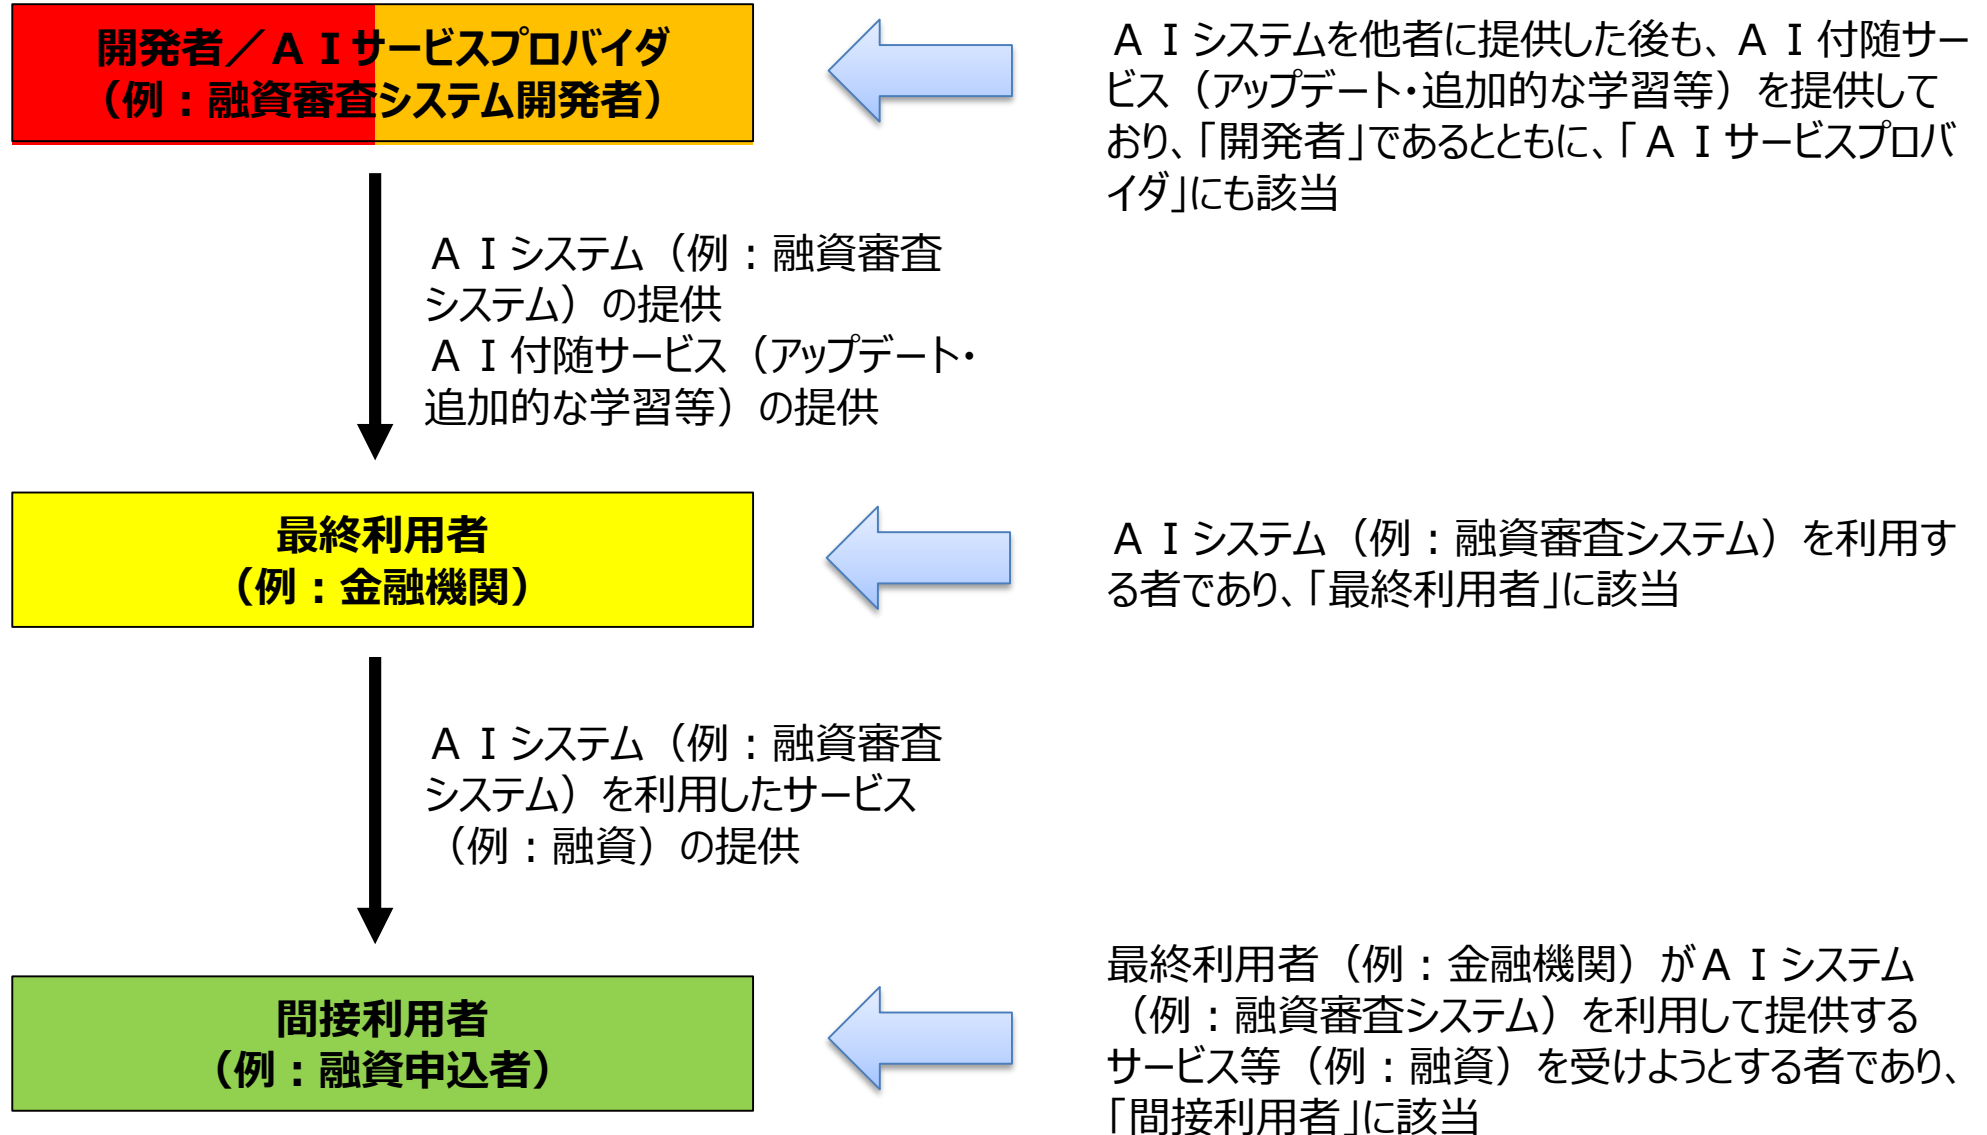 開発者／ＡＩサービスプロバイダ
（例：融資審査システム開発者）
ＡＩシステムを他者に提供した後も、ＡＩ付随サー
ビス（アップデート・追加的な学習等）を提供して
おり、「開発者」であるとともに、「ＡＩサービスプロバ
イダ」にも該当
ＡＩシステム（例：融資審査
システム）の提供
ＡＩ付随サービス（アップデート・
追加的な学習等）の提供
最終利用者
（例：金融機関）
ＡＩシステム（例：融資審査システム）を利用す
る者であり、「最終利用者」に該当
ＡＩシステム（例：融資審査
システム）を利用したサービス
（例：融資）の提供
間接利用者
（例：融資申込者）
最終利用者（例：金融機関）がＡＩシステム
（例：融資審査システム）を利用して提供する
サービス等（例：融資）を受けようとする者であり、
「間接利用者」に該当